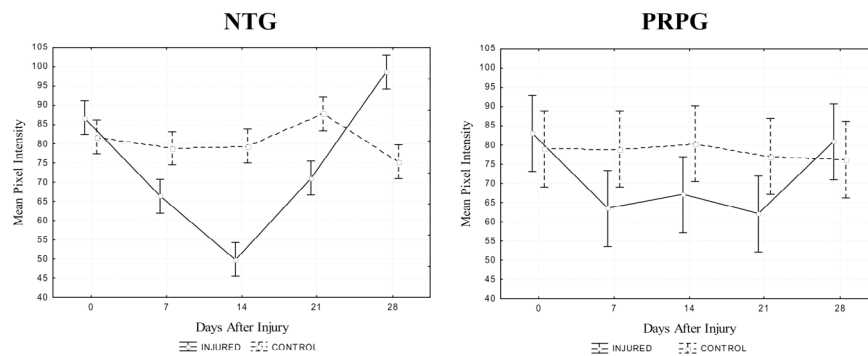 NTG
PRPG
Mean Pixel Intensity
105
100
95
90
85
80
75
70
65
60
55
50
45
40
0 7 14 21 28
Days After Injury
INJURED CONTROL
Mean Pixel Intensity
105
100
95
90
85
80
75
70
65
60
55
50
45
40
0 7 14 21 28
Days After Injury
INJURED CONTROL